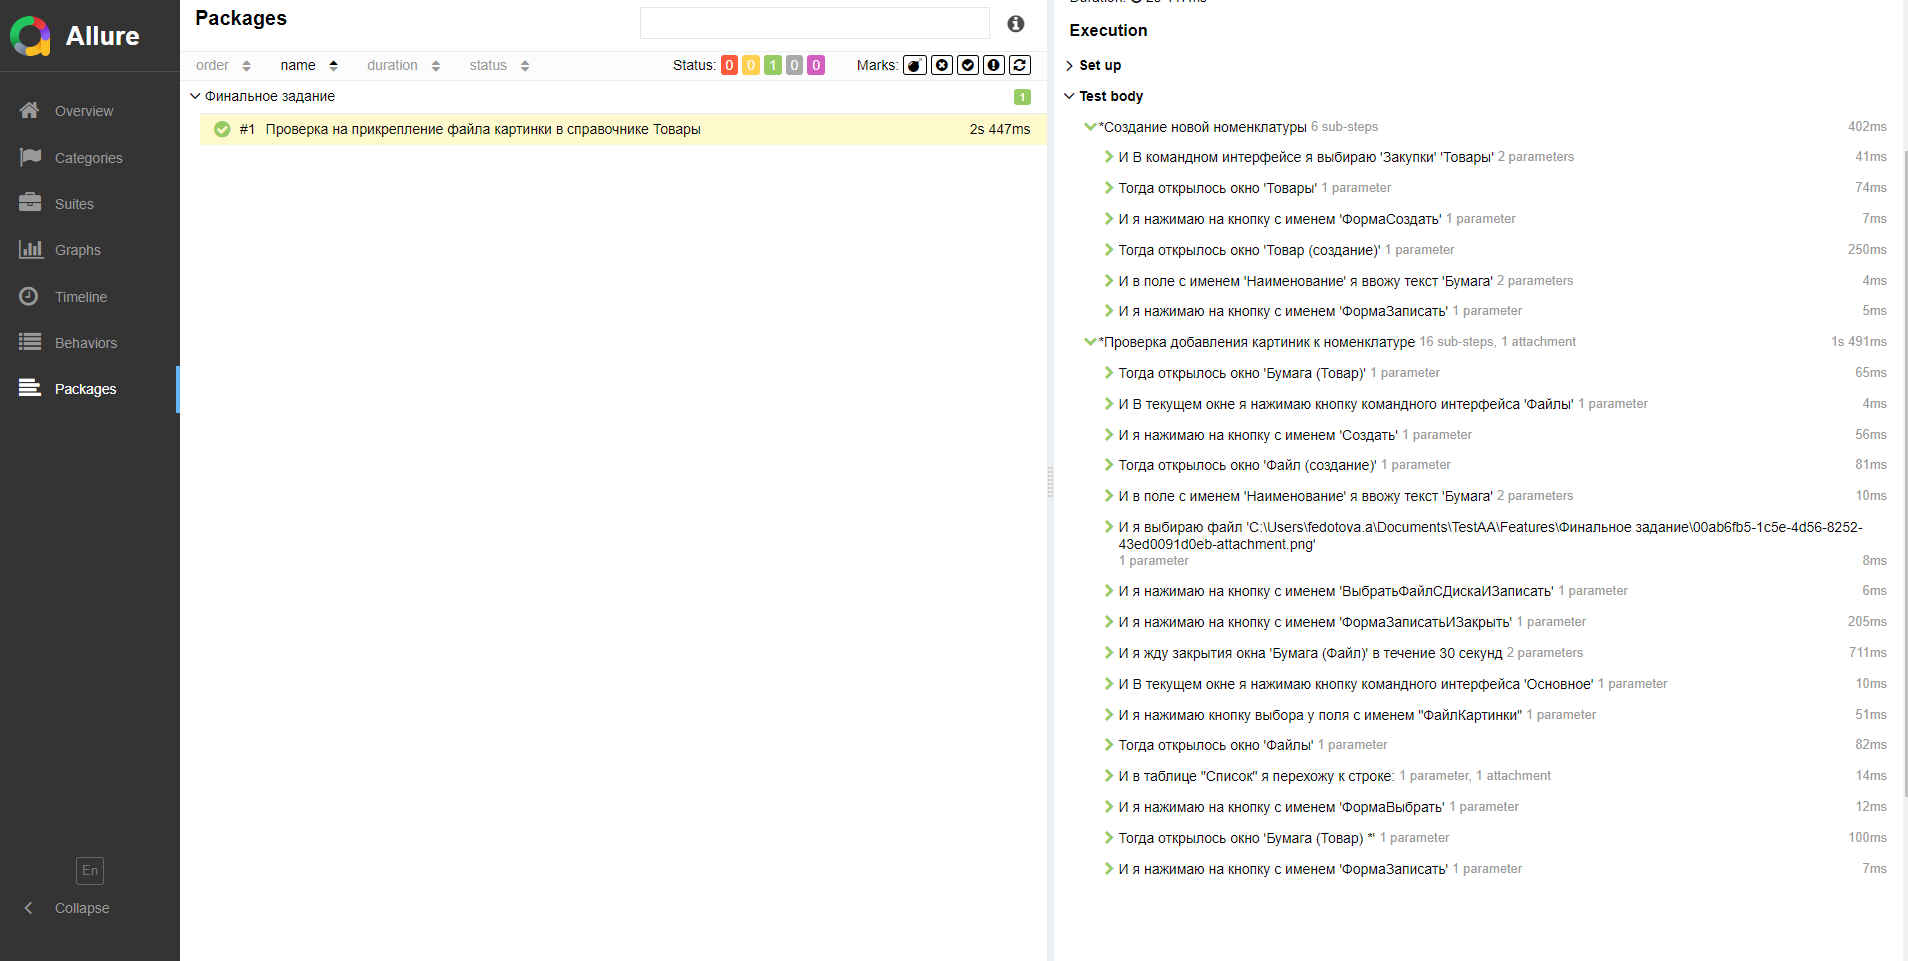 Allure
Overview
Categories
Suites
Graphs
Timeline
Behaviors
Packages
En
Collapse
Packages
order name duration status Status: 0 0 1 0 0 Marks:
Финальное задание 1
#1 Проверка на прикрепление файла картинки в справочнике Товары 2s 447ms
Execution
Set up
Test body
*Создание новой номенклатуры 6 sub-steps 402ms
И В командном интерфейсе я выбираю 'Закупки' 'Товары' 2 parameters 41ms
Тогда открылось окно 'Товары' 1 parameter 74ms
И я нажимаю на кнопку с именем 'ФормаСоздать' 1 parameter 7ms
Тогда открылось окно 'Товар (создание)' 1 parameter 250ms
И в поле с именем 'Наименование' я ввожу текст 'Бумага' 2 parameters 4ms
И я нажимаю на кнопку с именем 'ФормаЗаписать' 1 parameter 5ms
*Проверка добавления картиник к номенклатуре 16 sub-steps, 1 attachment 1s 491ms
Тогда открылось окно 'Бумага (Товар)' 1 parameter 65ms
И В текущем окне я нажимаю кнопку командного интерфейса 'Файлы' 1 parameter 4ms
И я нажимаю на кнопку с именем 'Создать' 1 parameter 56ms
Тогда открылось окно 'Файл (создание)' 1 parameter 81ms
И в поле с именем 'Наименование' я ввожу текст 'Бумага' 2 parameters 10ms
И я выбираю файл 'C:\Users\fedotova.a\Documents\TestAA\Features\Финальное задание\00ab6fb5-1c5e-4d56-8252-
43ed0091d0eb-attachment.png'
1 parameter 8ms
И я нажимаю на кнопку с именем 'ВыбратьФайлСДискаИЗаписать' 1 parameter 6ms
И я нажимаю на кнопку с именем 'ФормаЗаписатьИЗакрыть' 1 parameter 205ms
И я жду закрытия окна 'Бумага (Файл)' в течение 30 секунд 2 parameters 711ms
И В текущем окне я нажимаю кнопку командного интерфейса 'Основное' 1 parameter 10ms
И я нажимаю кнопку выбора у поля с именем "ФайлКартинки" 1 parameter 51ms
Тогда открылось окно 'Файлы' 1 parameter 82ms
И в таблице "Список" я перехожу к строке: 1 parameter, 1 attachment 14ms
И я нажимаю на кнопку с именем 'ФормаВыбрать' 1 parameter 12ms
Тогда открылось окно 'Бумага (Товар) *' 1 parameter 100ms
И я нажимаю на кнопку с именем 'ФормаЗаписать' 1 parameter 7ms